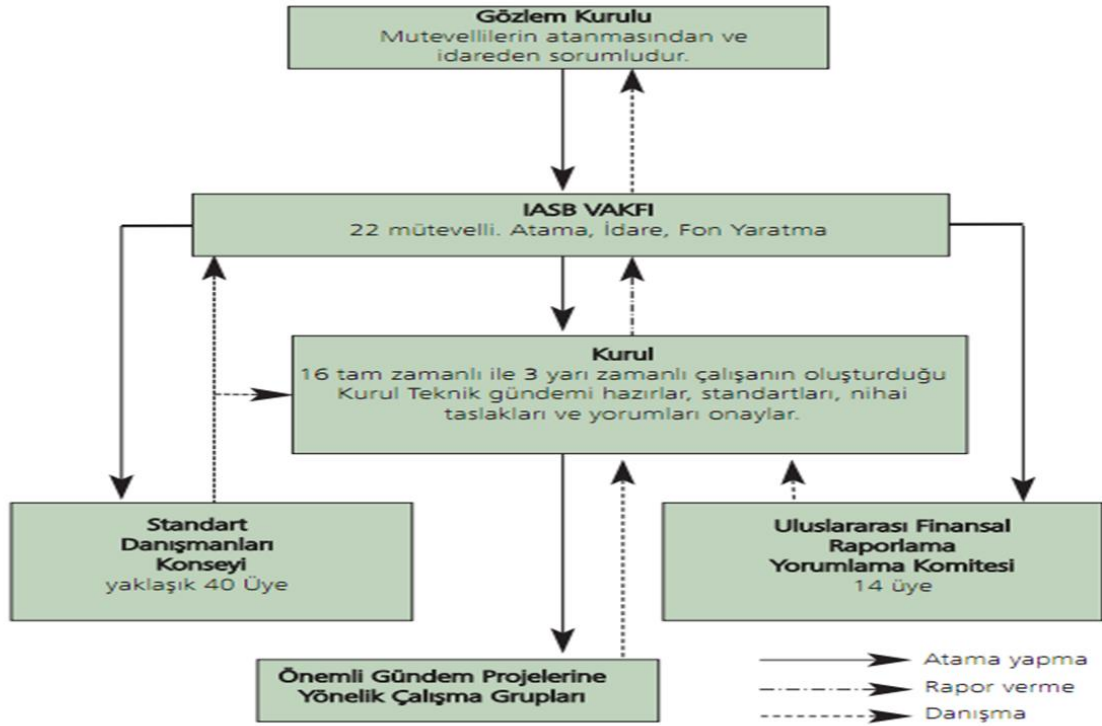 Gözlem Kurulu
Mutevellilerin atanmasından ve
idareden sorumludur.
IASB VAKFI
22 mütevelli. Atama, İdare, Fon Yaratma
Kurul
16 tam zamanlı ile 3 yarı zamanlı çalışanın oluşturduğu
Kurul Teknik gündemi hazırlar, standartları, nihai
taslakları ve yorumları onaylar.
Standart
Danışmanları
Konseyi
yaklaşık 40 Üye
Uluslararası Finansal
Raporlama
Yorumlama Komitesi
14 üye
Önemli Gündem Projelerine
Yönelik Çalışma Grupları
Atama yapma
Rapor verme
Danışma